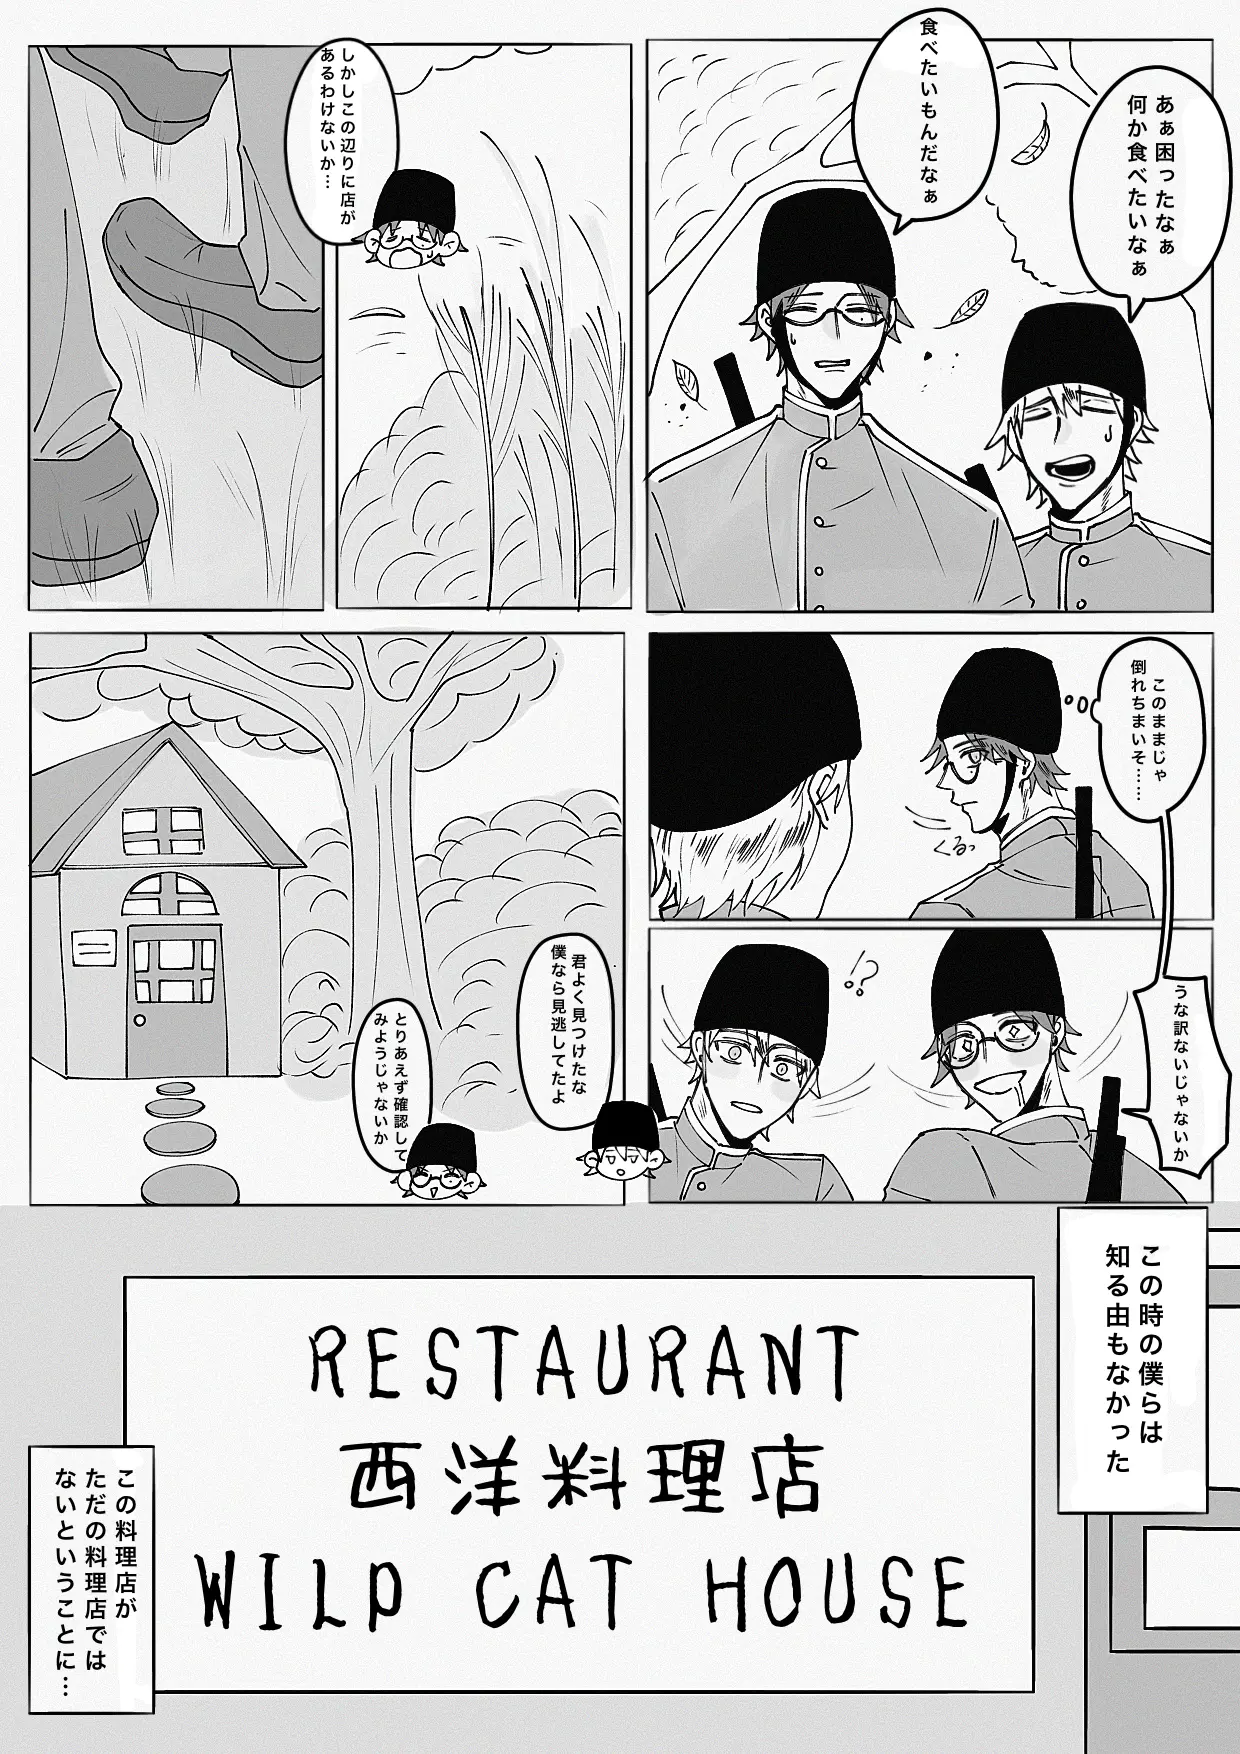 あぁ困ったなぁ
何か食べたいなぁ
食べたいもんだなぁ
しかしこの辺りに店が
あるわけないか…
このままじゃ
倒れちまいそ……
くるっ
うな訳ないじゃないか
!?
君よく見つけたな
僕なら見逃してたよ
とりあえず確認して
みようじゃないか
この時の僕らは
知る由もなかった
RESTAURANT
西洋料理店
WILD CAT HOUSE
この料理店が
ただの料理店では
ないということに…